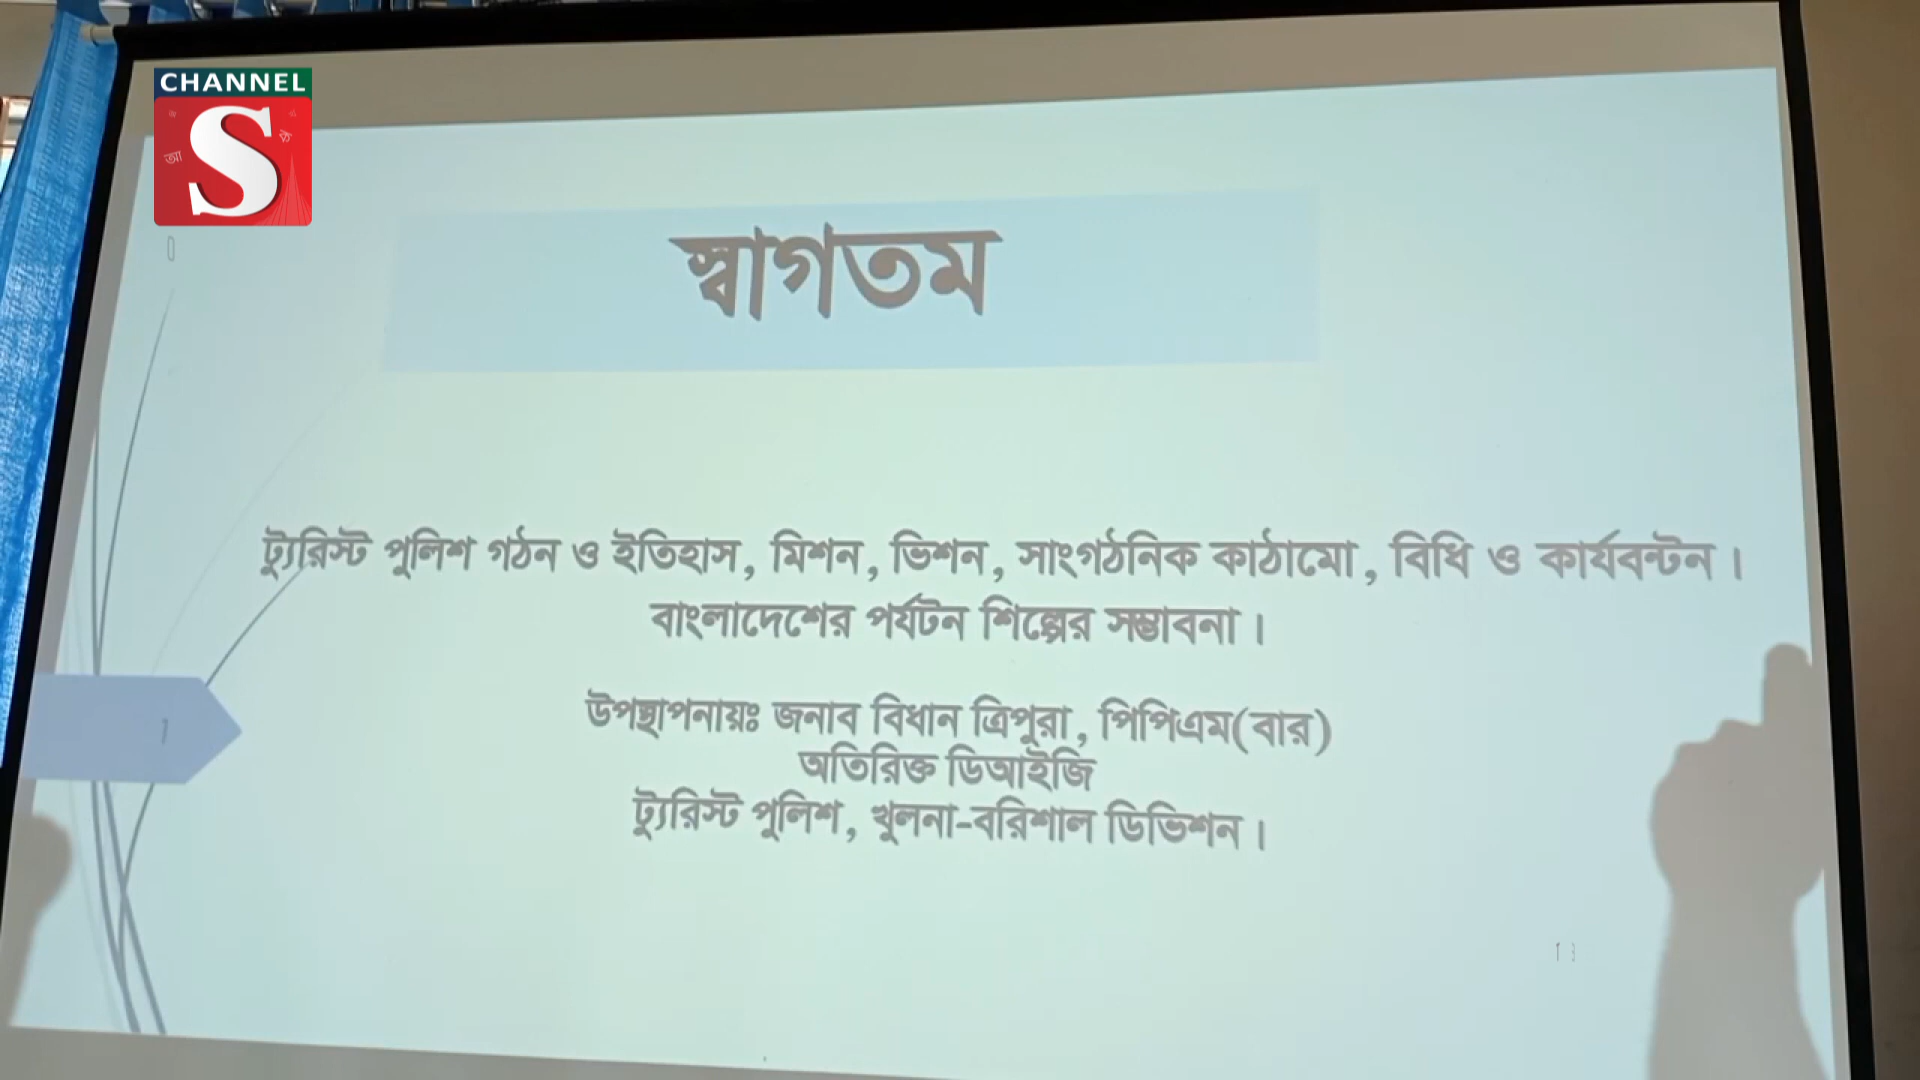 CHANNEL
S
স্বাগতম
ট্যুরিস্ট পুলিশ গঠন ও ইতিহাস, মিশন, ভিশন, সাংগঠনিক কাঠামো, বিধি ও কার্যবন্টন।
বাংলাদেশের পর্যটন শিল্পের সম্ভাবনা।
1
উপস্থাপনায়ঃ জনাব বিধান ত্রিপুরা, পিপিএম(বার)
অতিরিক্ত ডিআইজি
ট্যুরিস্ট পুলিশ, খুলনা-বরিশাল ডিভিশন।